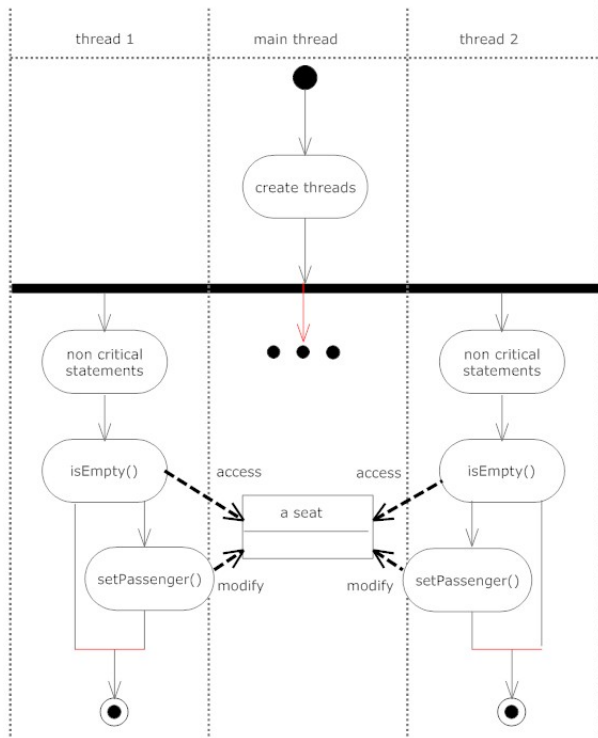 thread 1
main thread
thread 2
create threads
non critical
statements
non critical
statements
isEmpty()
access
access
isEmpty()
a seat
setPassenger()
modify
modify
setPassenger()